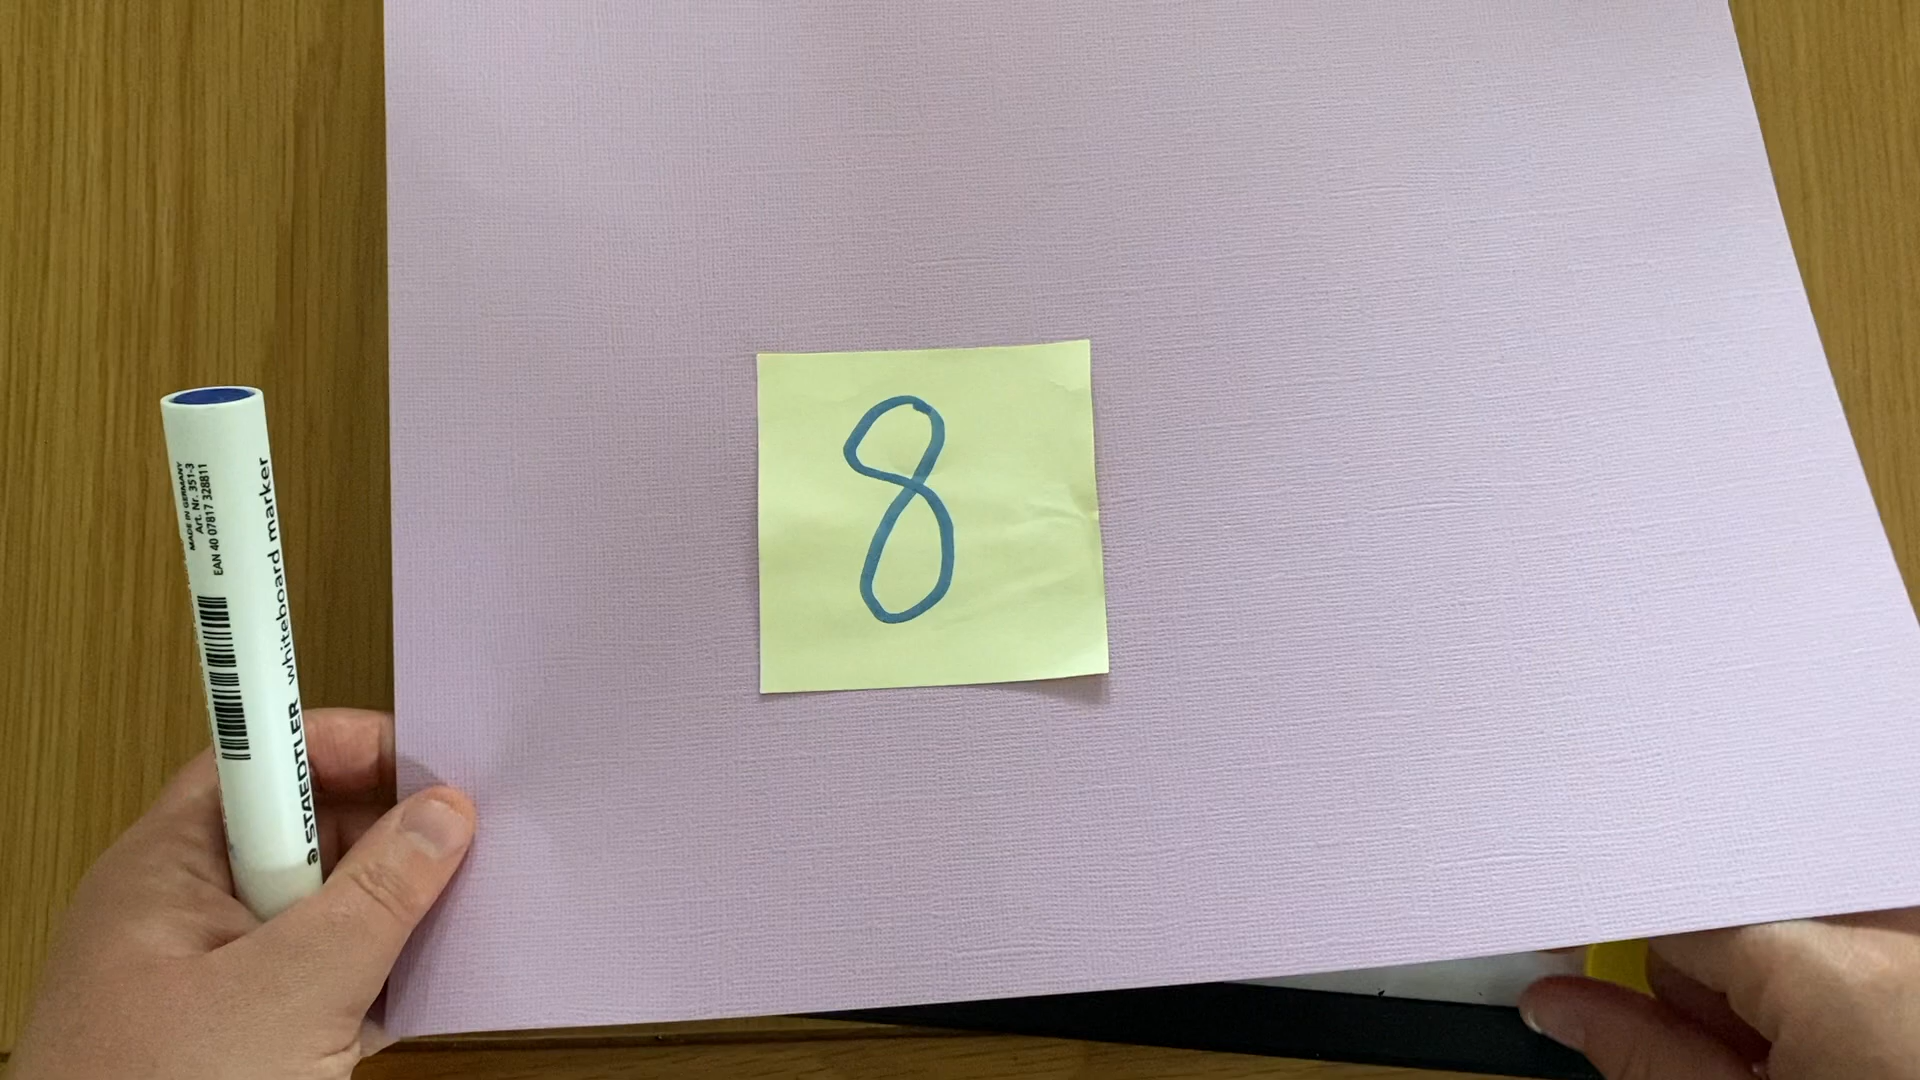 8
MADE IN GERMANY
Art. Nr. 351-3
EAN 40 07817 328811
STAEDTLER whiteboard marker